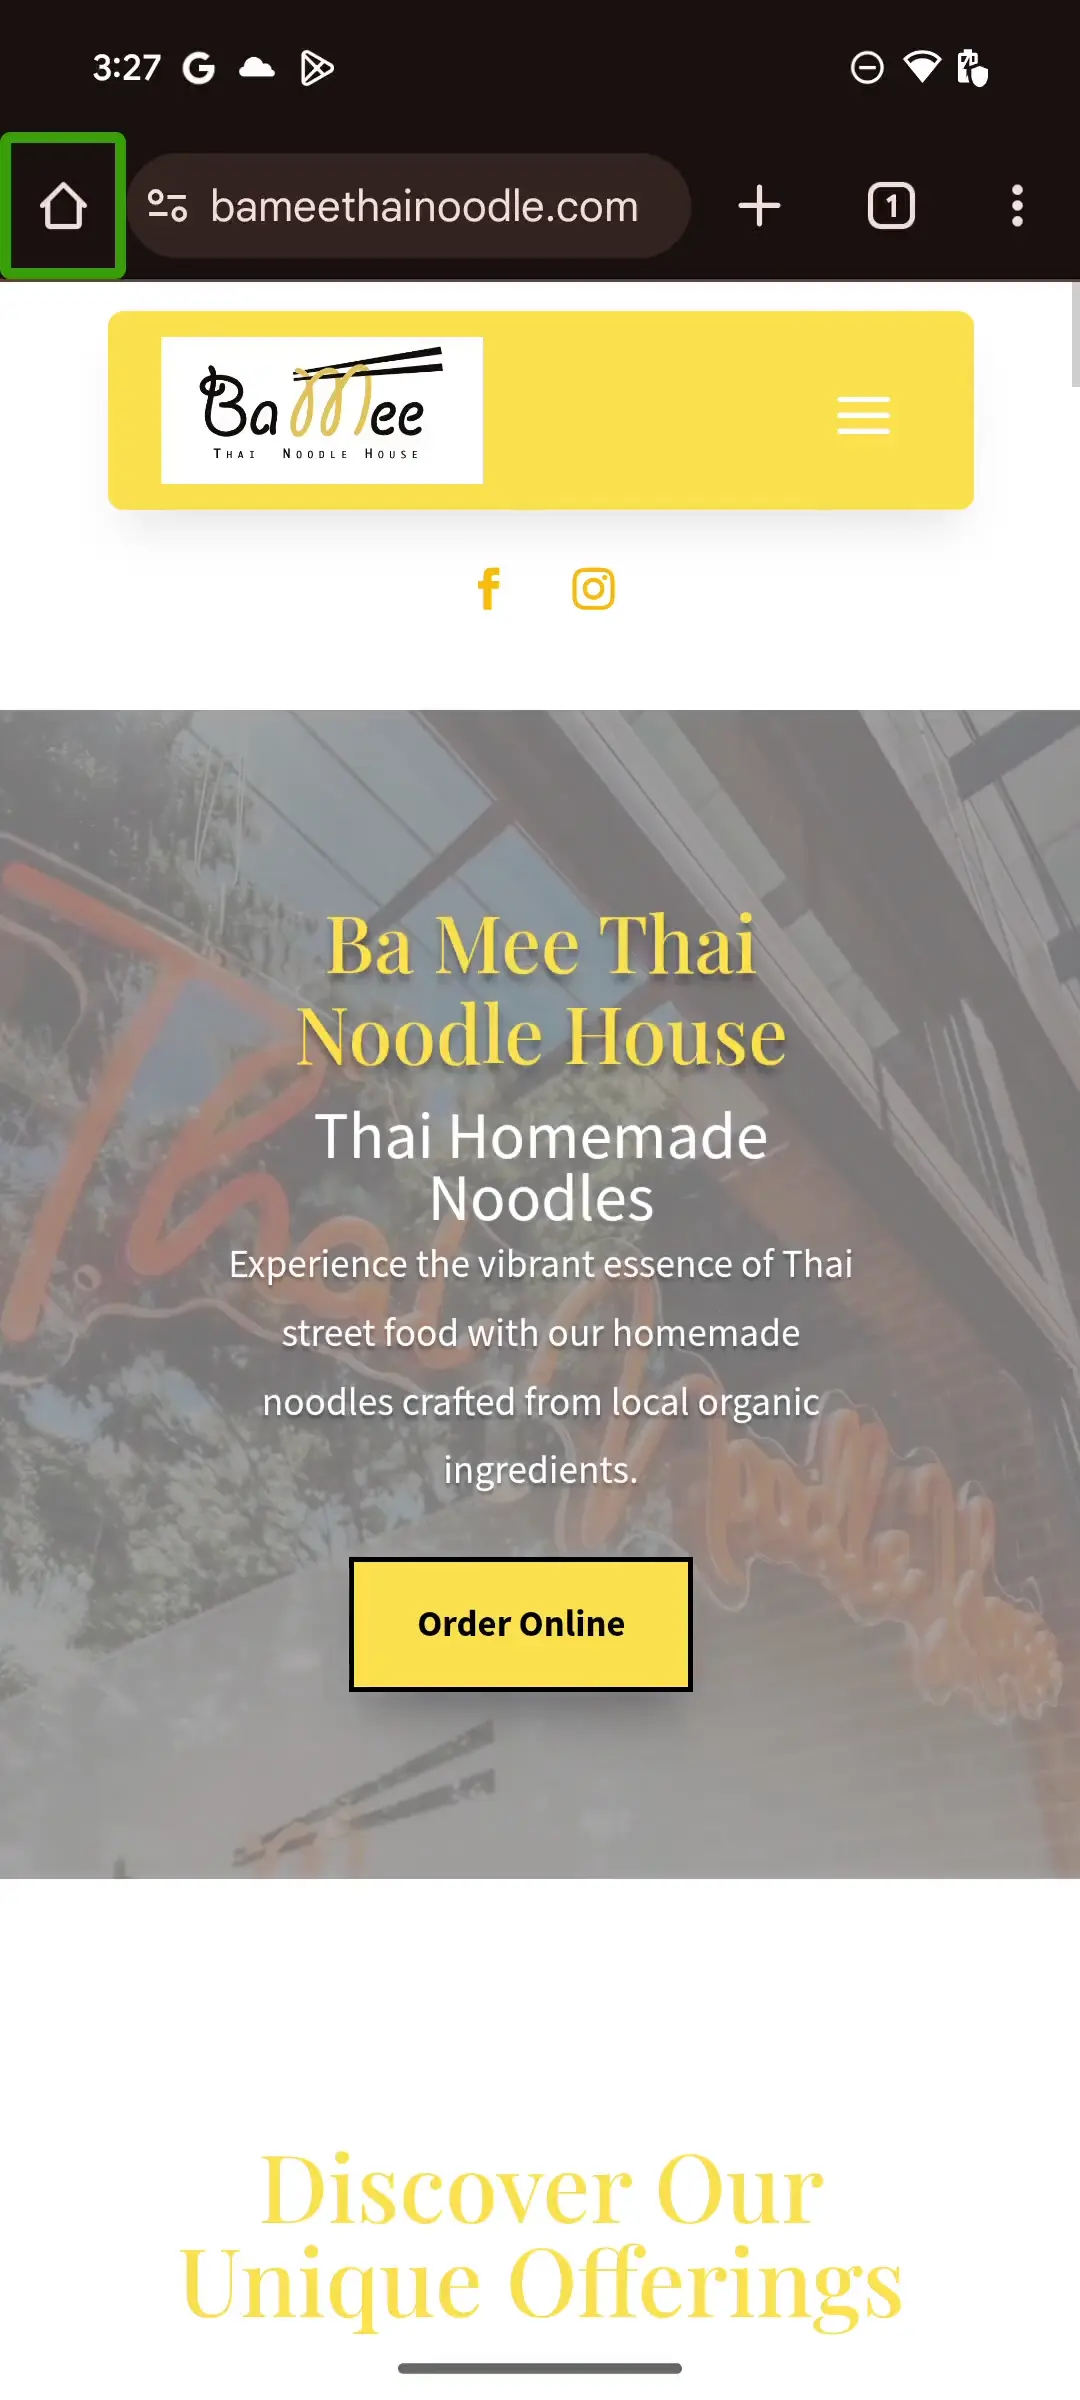 3:27
bameethainoodle.com
1
Ba Mee
Thai Noodle House
Ba Mee Thai
Noodle House
Thai Homemade
Noodles
Experience the vibrant essence of Thai
street food with our homemade
noodles crafted from local organic
ingredients.
Order Online
Discover Our
Unique Offerings